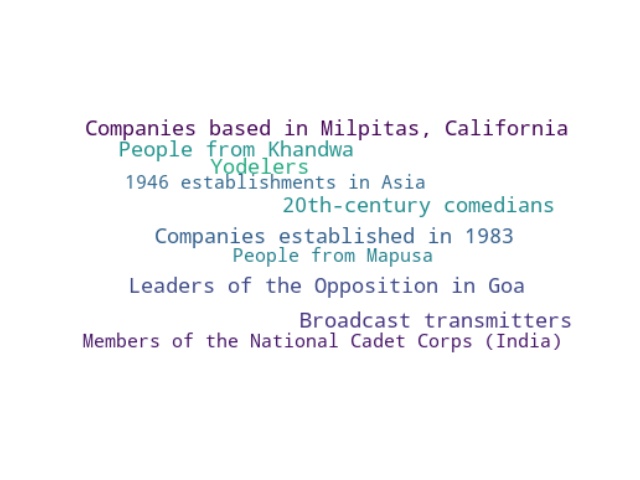 Companies based in Milpitas, California
People from Khandwa
Yodelers
1946 establishments in Asia
20th-century comedians
Companies established in 1983
People from Mapusa
Leaders of the Opposition in Goa
Broadcast transmitters
Members of the National Cadet Corps (India)